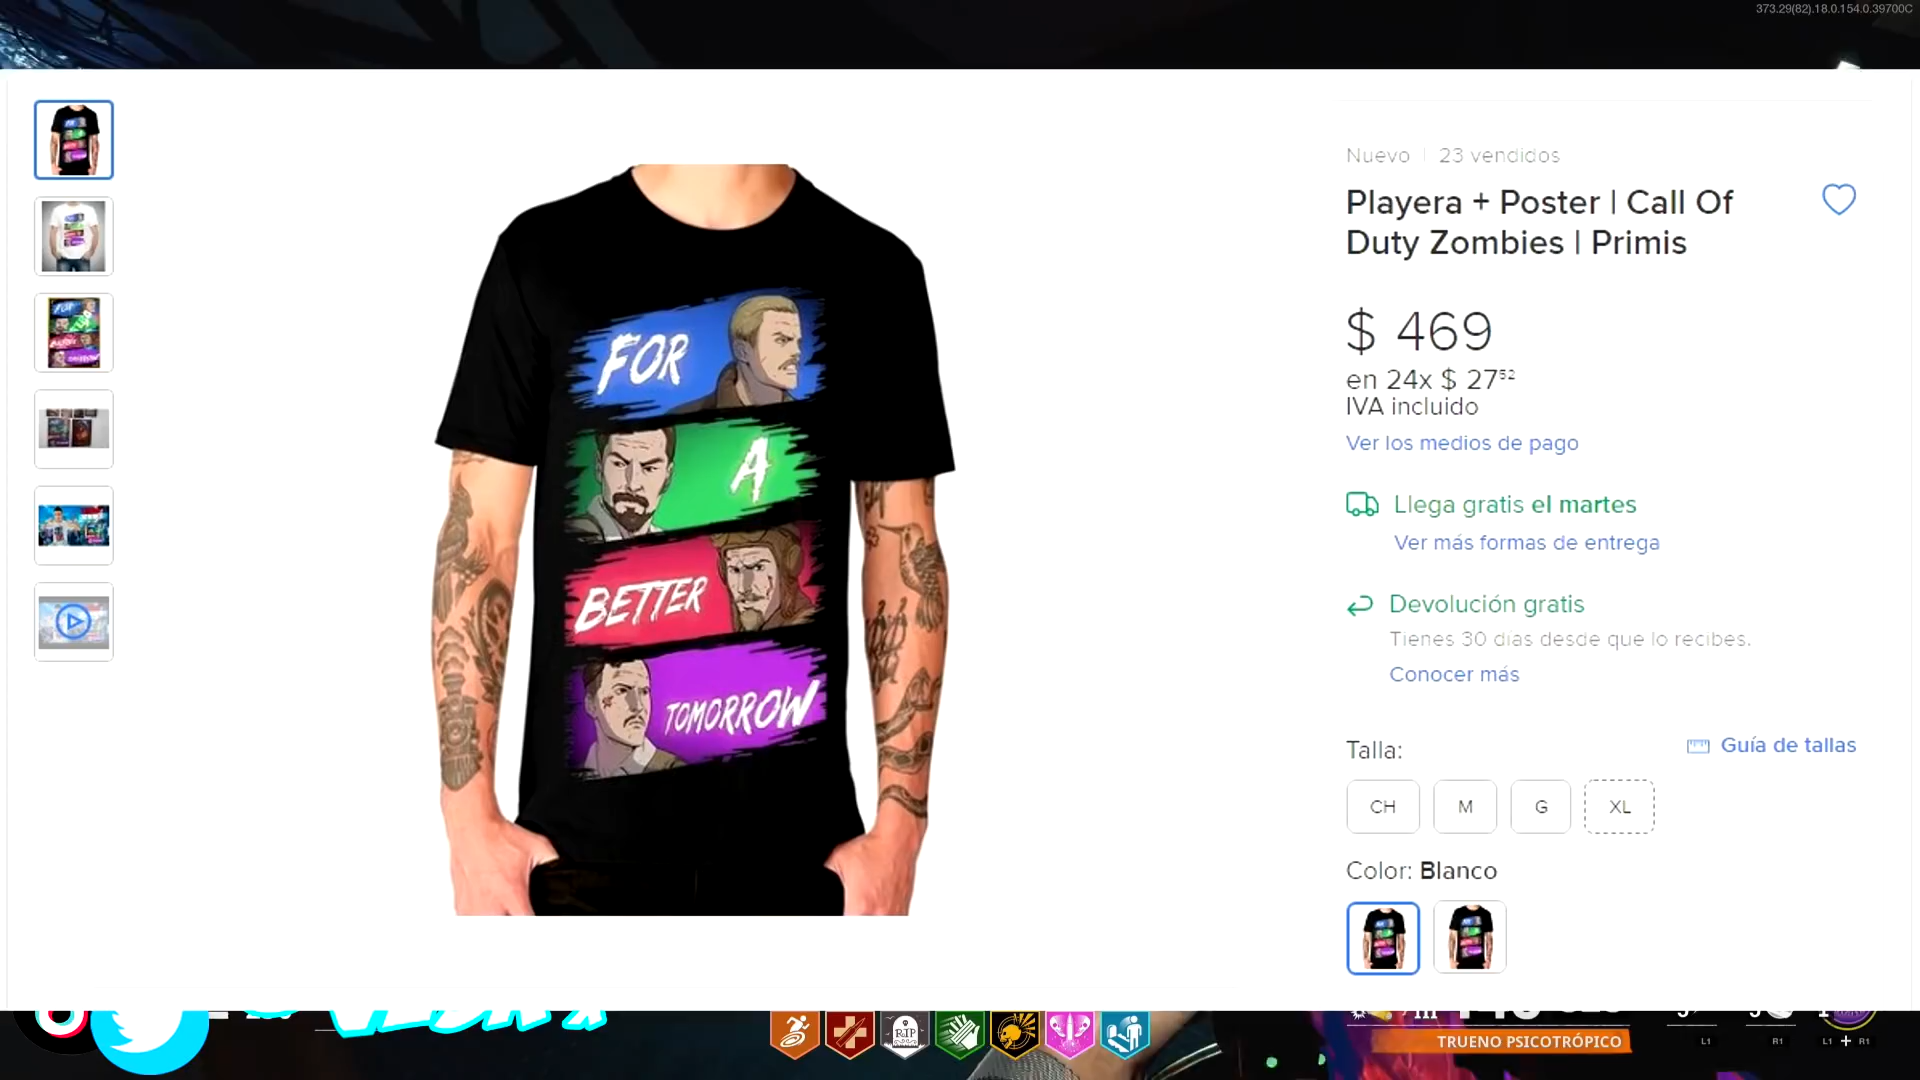 373.29(82).18.0.154.0.39700C
Nuevo | 23 vendidos
Playera + Poster | Call Of
Duty Zombies | Primis
$ 469
en 24x $ 27⁵²
IVA incluido
Ver los medios de pago
Llega gratis el martes
Ver más formas de entrega
Devolución gratis
Tienes 30 días desde que lo recibes.
Conocer más
Talla:
Guía de tallas
CH
M
G
XL
Color: Blanco
FOR
A
BETTER
TOMORROW
RIP
TRUENO PSICOTRÓPICO
L1
R1
L1 + R1